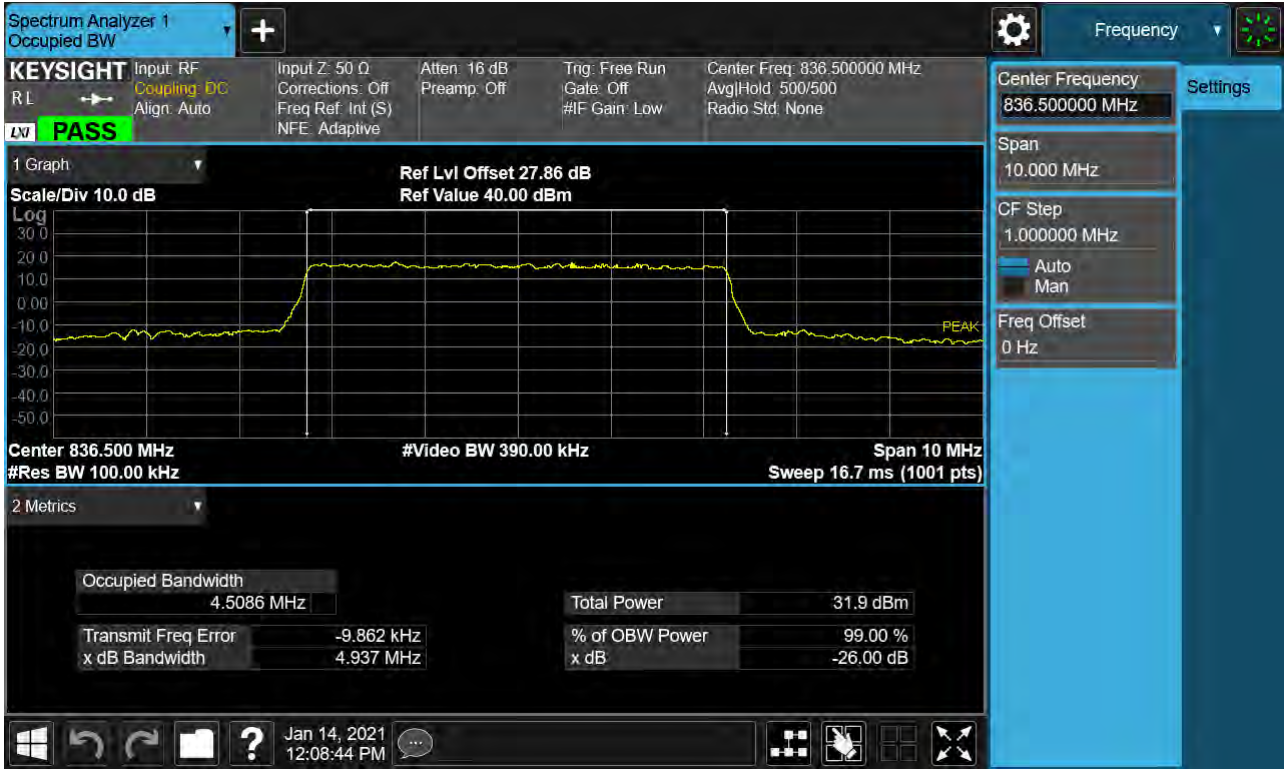 Spectrum Analyzer 1
Occupied BW
Frequency
KEYSIGHT
R L
LXI
PASS
Input: RF
Coupling: DC
Align: Auto
Input Z: 50 Ω
Corrections: Off
Freq Ref: Int (S)
NFE: Adaptive
Atten: 16 dB
Preamp: Off
Trig: Free Run
Gate: Off
#IF Gain: Low
Center Freq: 836.500000 MHz
Avg|Hold: 500/500
Radio Std: None
Center Frequency
836.500000 MHz
Settings
Span
10.000 MHz
CF Step
1.000000 MHz
Auto
Man
Freq Offset
0 Hz
1 Graph
Scale/Div 10.0 dB
Ref Lvl Offset 27.86 dB
Ref Value 40.00 dBm
Log
30.0
20.0
10.0
0.00
-10.0
-20.0
-30.0
-40.0
-50.0
PEAK
Center 836.500 MHz
#Video BW 390.00 kHz
Span 10 MHz
#Res BW 100.00 kHz
Sweep 16.7 ms (1001 pts)
2 Metrics
Occupied Bandwidth
4.5086 MHz
Total Power 31.9 dBm
Transmit Freq Error -9.862 kHz
% of OBW Power 99.00 %
x dB Bandwidth 4.937 MHz
x dB -26.00 dB
?
Jan 14, 2021
12:08:44 PM